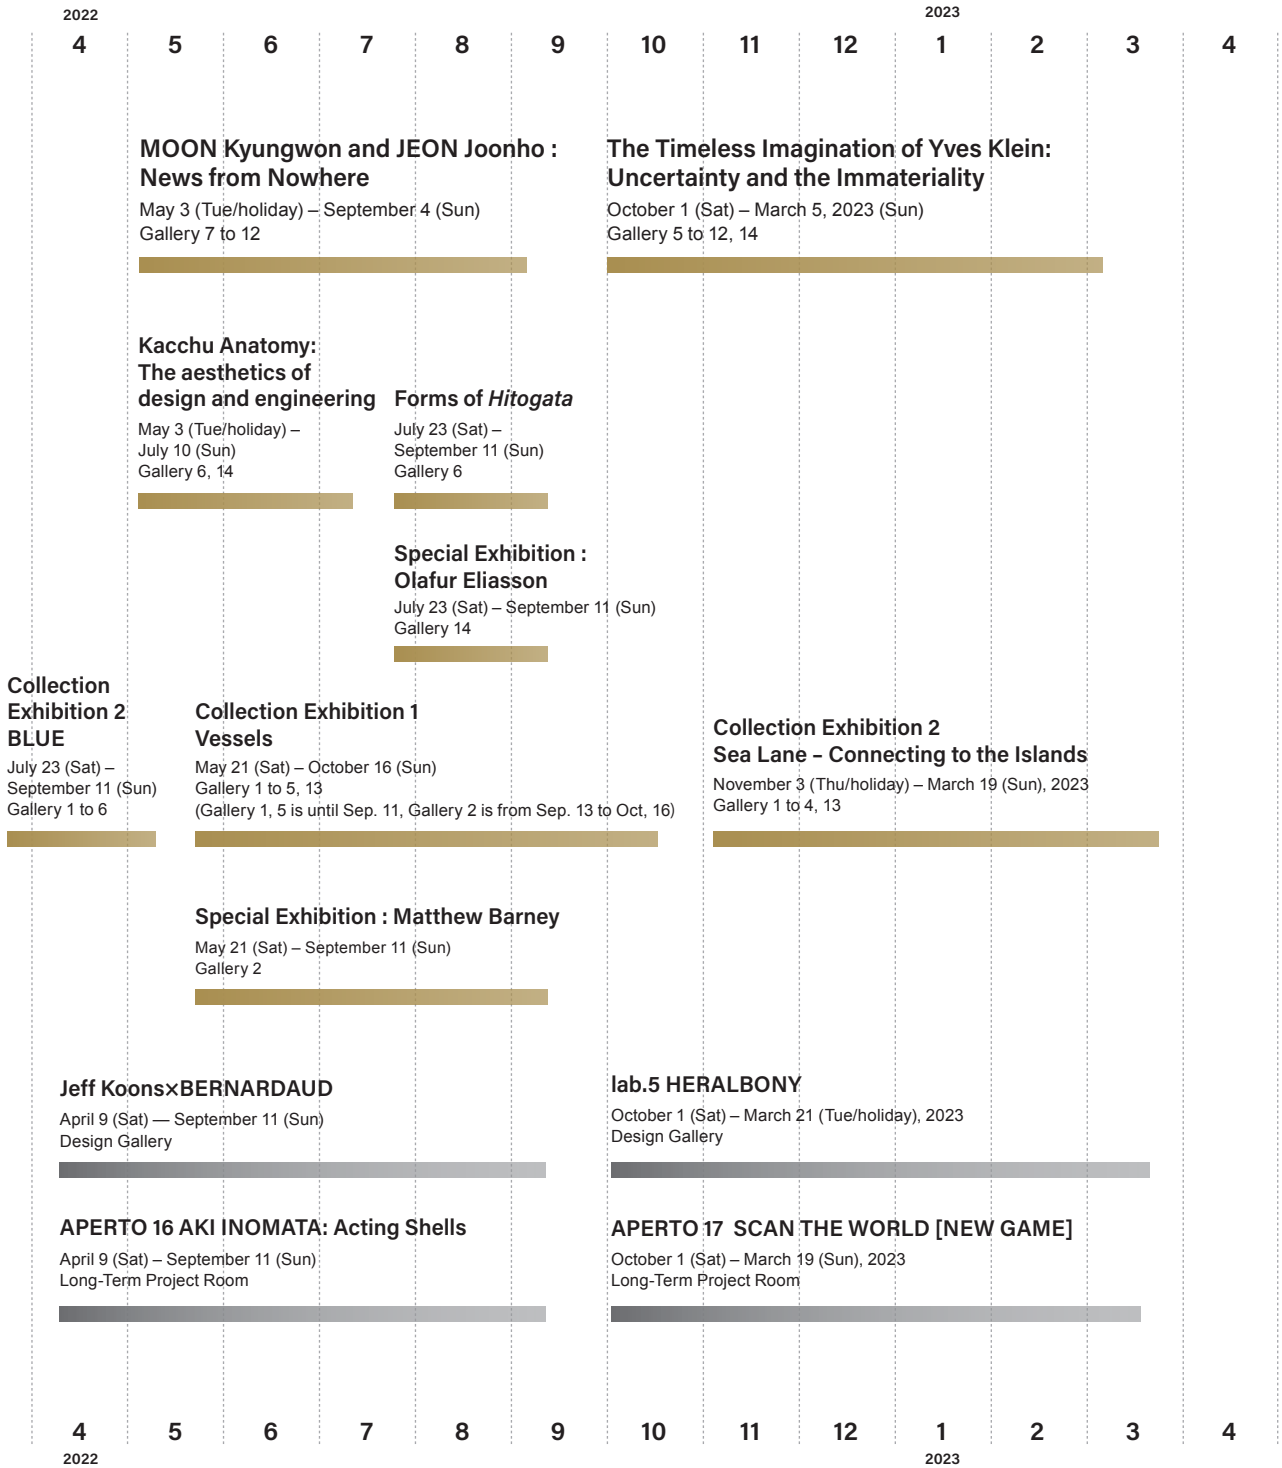 2022
2023
4 5 6 7 8 9 10 11 12 1 2 3 4
MOON Kyungwon and JEON Joonho :
News from Nowhere
May 3 (Tue/holiday) – September 4 (Sun)
Gallery 7 to 12
The Timeless Imagination of Yves Klein:
Uncertainty and the Immateriality
October 1 (Sat) – March 5, 2023 (Sun)
Gallery 5 to 12, 14
Kacchu Anatomy:
The aesthetics of
design and engineering
May 3 (Tue/holiday) –
July 10 (Sun)
Gallery 6, 14
Forms of Hitogata
July 23 (Sat) –
September 11 (Sun)
Gallery 6
Special Exhibition :
Olafur Eliasson
July 23 (Sat) – September 11 (Sun)
Gallery 14
Collection
Exhibition 2
BLUE
July 23 (Sat) –
September 11 (Sun)
Gallery 1 to 6
Collection Exhibition 1
Vessels
May 21 (Sat) – October 16 (Sun)
Gallery 1 to 5, 13
(Gallery 1, 5 is until Sep. 11, Gallery 2 is from Sep. 13 to Oct, 16)
Collection Exhibition 2
Sea Lane – Connecting to the Islands
November 3 (Thu/holiday) – March 19 (Sun), 2023
Gallery 1 to 4, 13
Special Exhibition : Matthew Barney
May 21 (Sat) – September 11 (Sun)
Gallery 2
Jeff Koons×BERNARDAUD
April 9 (Sat) — September 11 (Sun)
Design Gallery
lab.5 HERALBONY
October 1 (Sat) – March 21 (Tue/holiday), 2023
Design Gallery
APERTO 16 AKI INOMATA: Acting Shells
April 9 (Sat) – September 11 (Sun)
Long-Term Project Room
APERTO 17 SCAN THE WORLD [NEW GAME]
October 1 (Sat) – March 19 (Sun), 2023
Long-Term Project Room
4 5 6 7 8 9 10 11 12 1 2 3 4
2022
2023